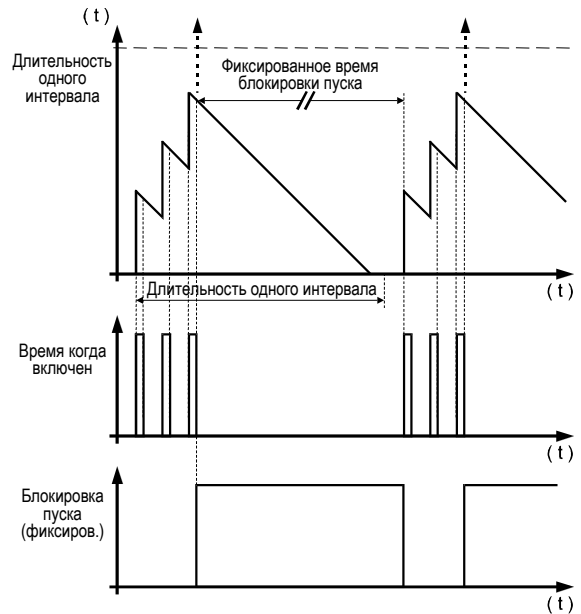 ( t )
Длительность
одного
интервала
Фиксированное время
блокировки пуска
Длительность одного интервала
( t )
Время когда
включен
( t )
Блокировка
пуска
(фиксиров.)
( t )